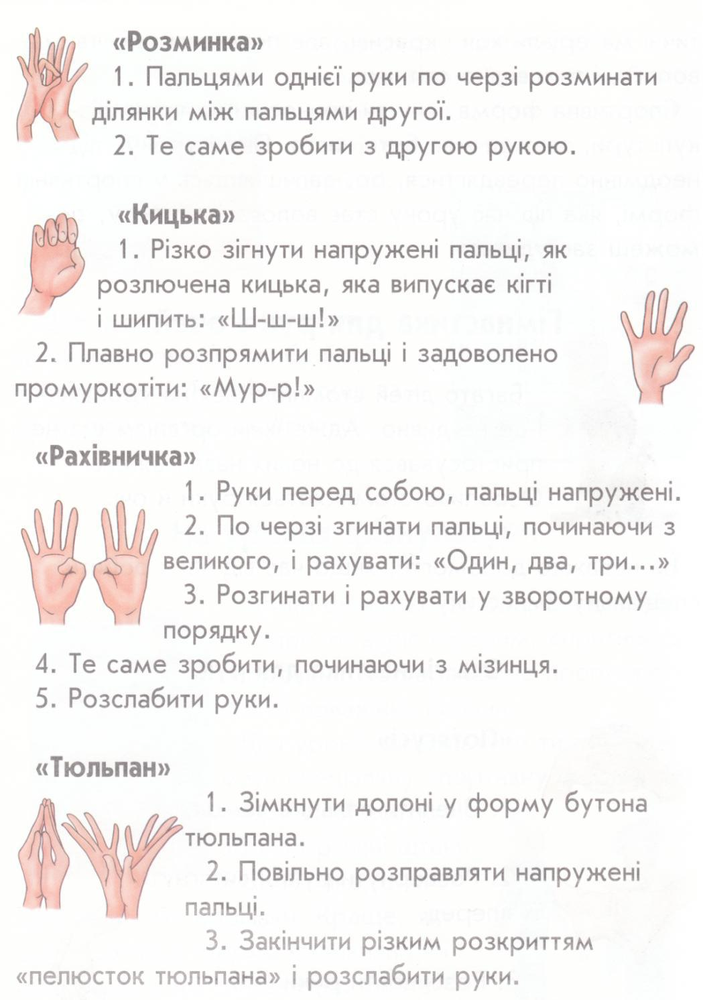 «Розминка»
1. Пальцями однієї руки по черзі розминати
ділянки між пальцями другої.
2. Те саме зробити з другою рукою.
«Кицька»
1. Різко зігнути напружені пальці, як
розлючена кицька, яка випускає кігті
і шипить: «Ш-ш-ш!»
2. Плавно розпрямити пальці і задоволено
промуркотіти: «Мур-р!»
«Рахівничка»
1. Руки перед собою, пальці напружені.
2. По черзі згинати пальці, починаючи з
великого, і рахувати: «Один, два, три...»
3. Розгинати і рахувати у зворотному
порядку.
4. Те саме зробити, починаючи з мізинця.
5. Розслабити руки.
«Тюльпан»
1. Зімкнути долоні у форму бутона
тюльпана.
2. Повільно розправляти напружені
пальці.
3. Закінчити різким розкриттям
«пелюсток тюльпана» і розслабити руки.